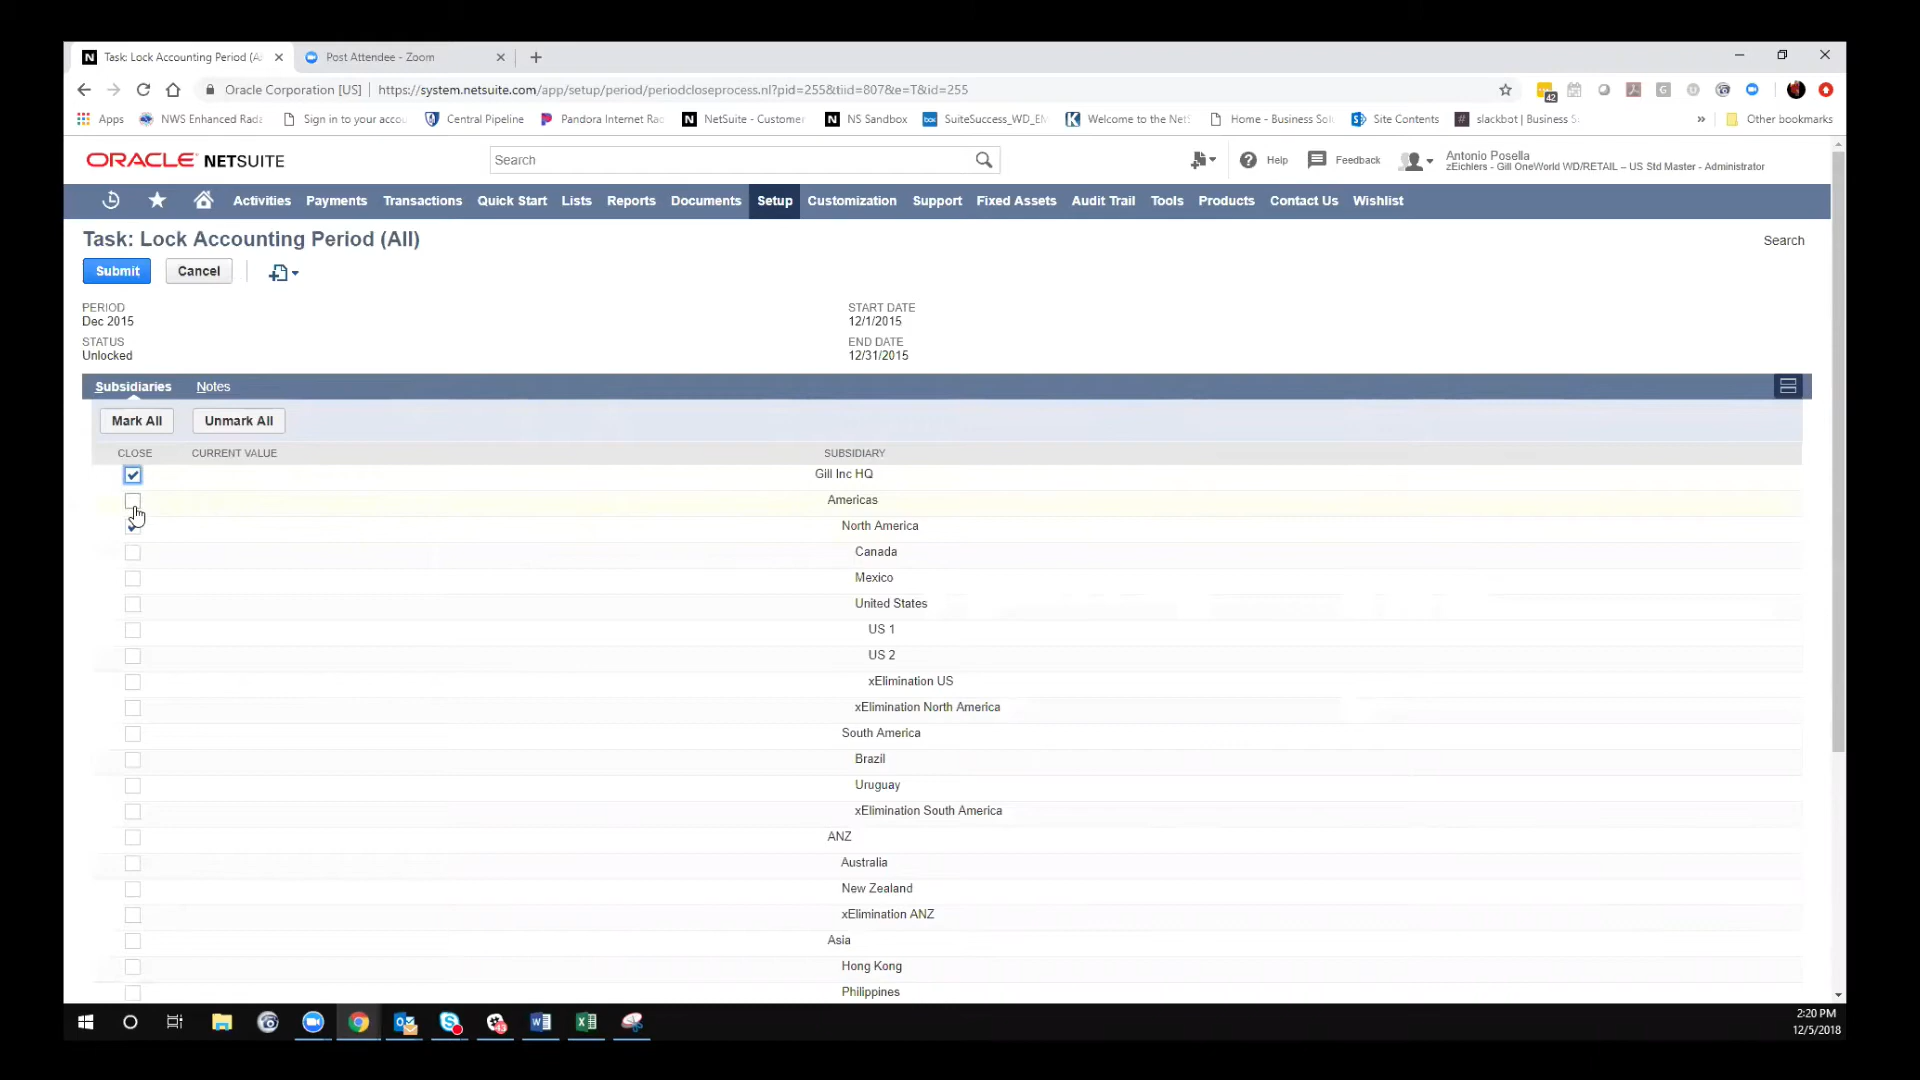 Task: Lock Accounting Period (A
Post Attendee - Zoom
Oracle Corporation [US] https://system.netsuite.com/app/setup/period/periodcloseprocess.nl?pid=255&tiid=807&e=T&id=255
42
Apps NWS Enhanced Rada Sign in to your accou Central Pipeline Pandora Internet Rad NetSuite - Customer NS Sandbox SuiteSuccess_WD_EM Welcome to the Net Home - Business Solu Site Contents slackbot | Business S » Other bookmarks
ORACLE NETSUITE
Search
Help
Feedback
Antonio Posella
zEichlers - Gill OneWorld WD/RETAIL – US Std Master - Administrator
Activities Payments Transactions Quick Start Lists Reports Documents Setup Customization Support Fixed Assets Audit Trail Tools Products Contact Us Wishlist
Task: Lock Accounting Period (All)
Search
Submit Cancel
PERIOD
Dec 2015
START DATE
12/1/2015
STATUS
Unlocked
END DATE
12/31/2015
Subsidiaries Notes
Mark All Unmark All
CLOSE CURRENT VALUE SUBSIDIARY
Gill Inc HQ
Americas
North America
Canada
Mexico
United States
US 1
US 2
xElimination US
xElimination North America
South America
Brazil
Uruguay
xElimination South America
ANZ
Australia
New Zealand
xElimination ANZ
Asia
Hong Kong
Philippines
2:20 PM
12/5/2018